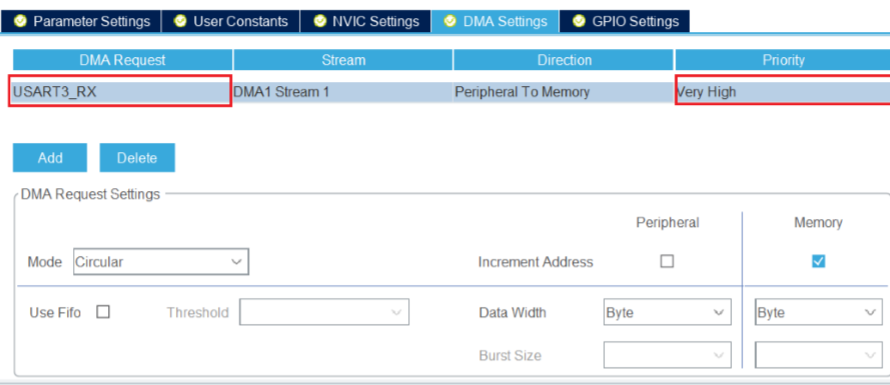 Parameter Settings User Constants NVIC Settings DMA Settings GPIO Settings
DMA Request Stream Direction Priority
USART3_RX DMA1 Stream 1 Peripheral To Memory Very High
Add Delete
DMA Request Settings
Peripheral Memory
Mode Circular Increment Address
Use Fifo Threshold Data Width Byte Byte
Burst Size